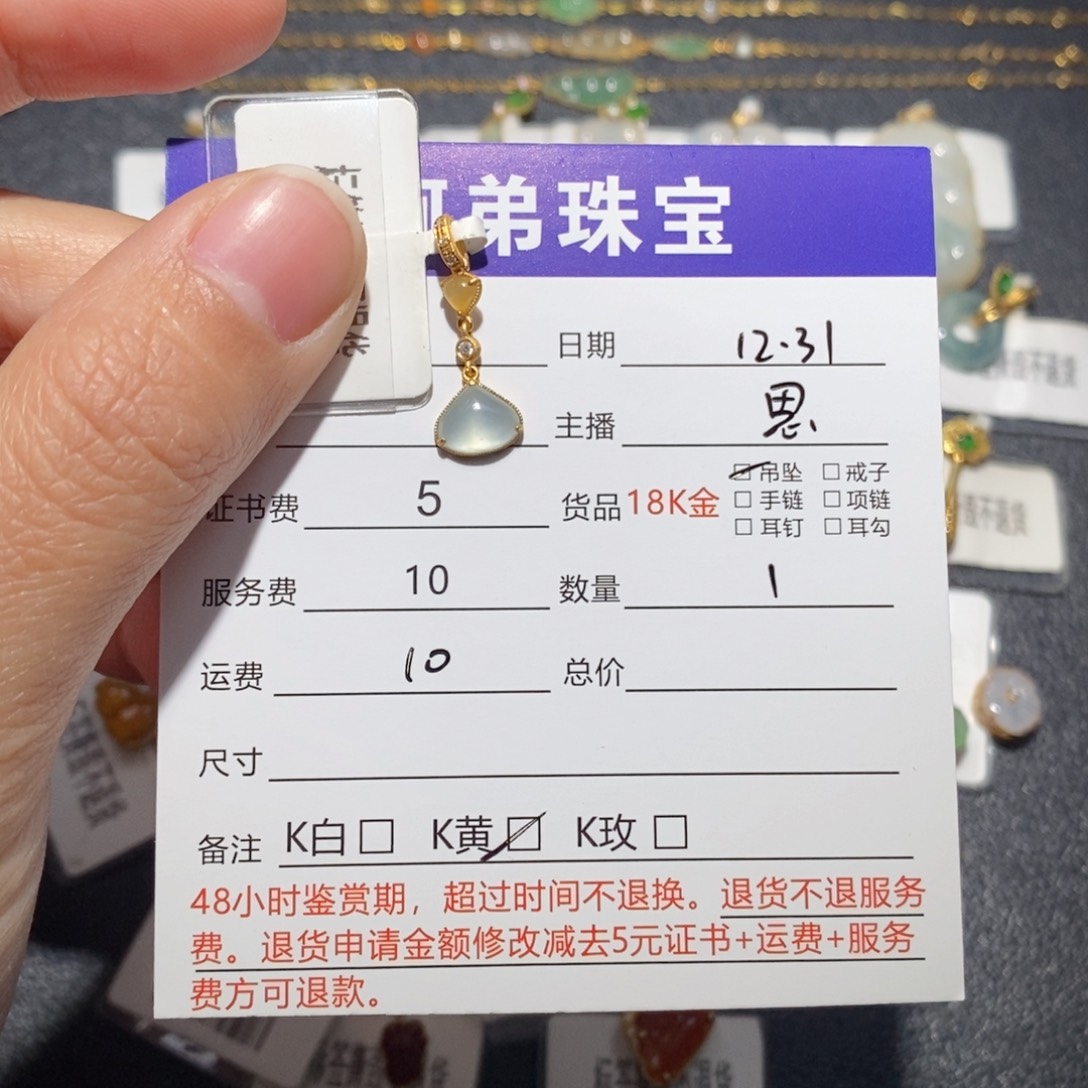 弟珠宝
日期 12.31
主播 思
证书费 5 货品 18K金 吊坠 戒子
手链 项链
耳钉 耳勾
服务费 10 数量 1
运费 10 总价
尺寸
备注 K白 K黄 K玫
48小时鉴赏期，超过时间不退换。退货不退服务
费。退货申请金额修改减去5元证书+运费+服务
费方可退款。